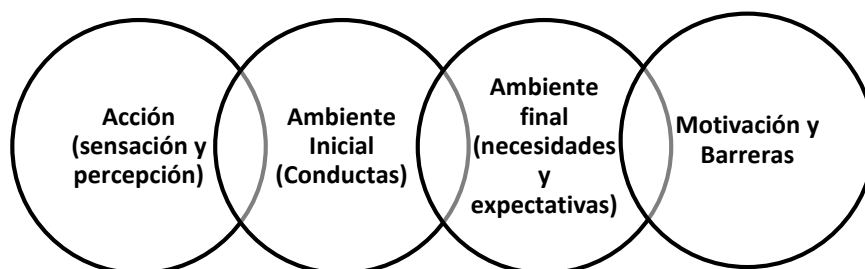 Acción
(sensación y
percepción)
Ambiente
Inicial
(Conductas)
Ambiente
final
(necesidades
y
expectativas)
Motivación y
Barreras